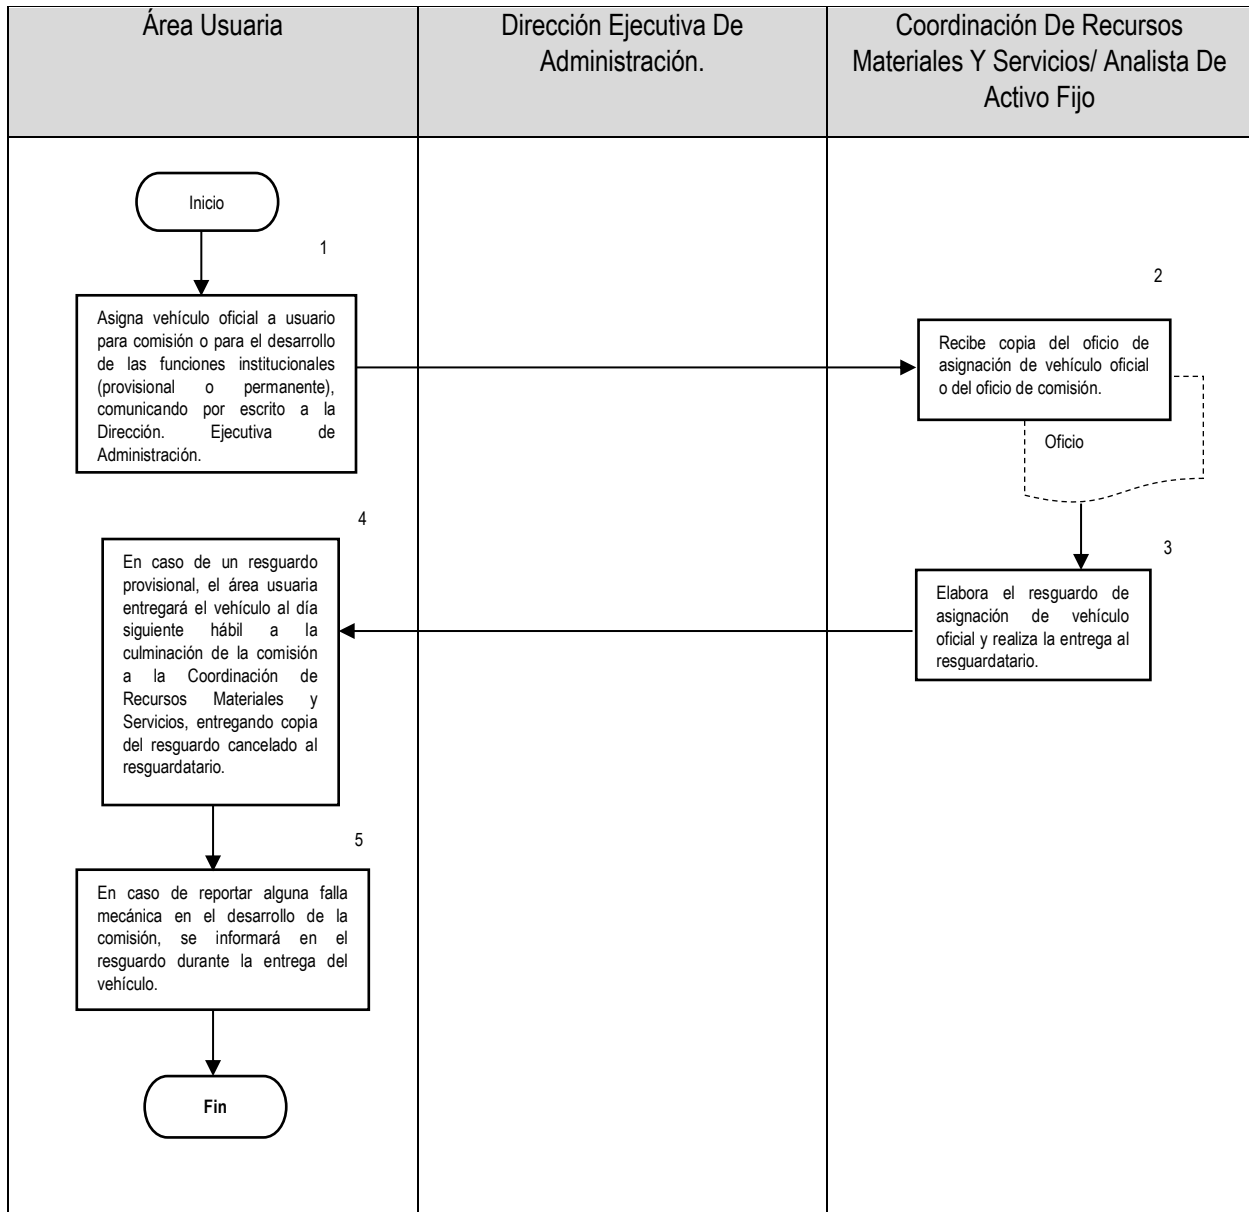 Área Usuaria
Dirección Ejecutiva De
Administración.
Coordinación De Recursos
Materiales Y Servicios/ Analista De
Activo Fijo
Inicio
1
Asigna vehículo oficial a usuario
para comisión o para el desarrollo
de las funciones institucionales
(provisional o permanente),
comunicando por escrito a la
Dirección. Ejecutiva de
Administración.
2
Recibe copia del oficio de
asignación de vehículo oficial
o del oficio de comisión.
Oficio
3
Elabora el resguardo de
asignación de vehículo
oficial y realiza la entrega al
resguardatario.
4
En caso de un resguardo
provisional, el área usuaria
entregará el vehículo al día
siguiente hábil a la
culminación de la comisión
a la Coordinación de
Recursos Materiales y
Servicios, entregando copia
del resguardo cancelado al
resguardatario.
5
En caso de reportar alguna falla
mecánica en el desarrollo de la
comisión, se informará en el
resguardo durante la entrega del
vehículo.
Fin